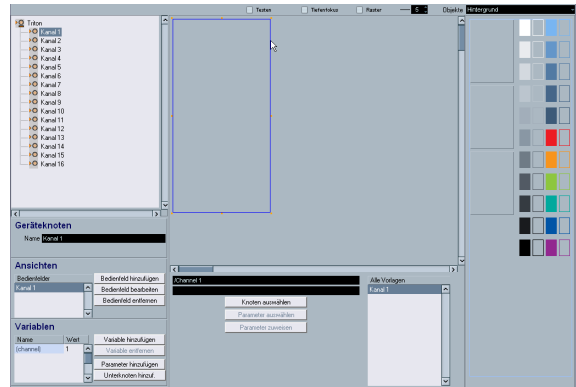 Testen Tiefenfokus Raster 5 Objekte Hintergrund
Triton
Kanal 1
Kanal 2
Kanal 3
Kanal 4
Kanal 5
Kanal 6
Kanal 7
Kanal 8
Kanal 9
Kanal 10
Kanal 11
Kanal 12
Kanal 13
Kanal 14
Kanal 15
Kanal 16
Geräteknoten
Name Kanal 1
Ansichten
Bedienfelder
Kanal 1
Bedienfeld hinzufügen
Bedienfeld bearbeiten
Bedienfeld entfernen
Variablen
Name Wert
(channel) 1
Variable hinzufügen
Variable entfernen
Parameter hinzufügen
Unterknoten hinzuf.
/Channel 1
Knoten auswählen
Parameter auswählen
Parameter zuweisen
Alle Vorlagen
Kanal 1